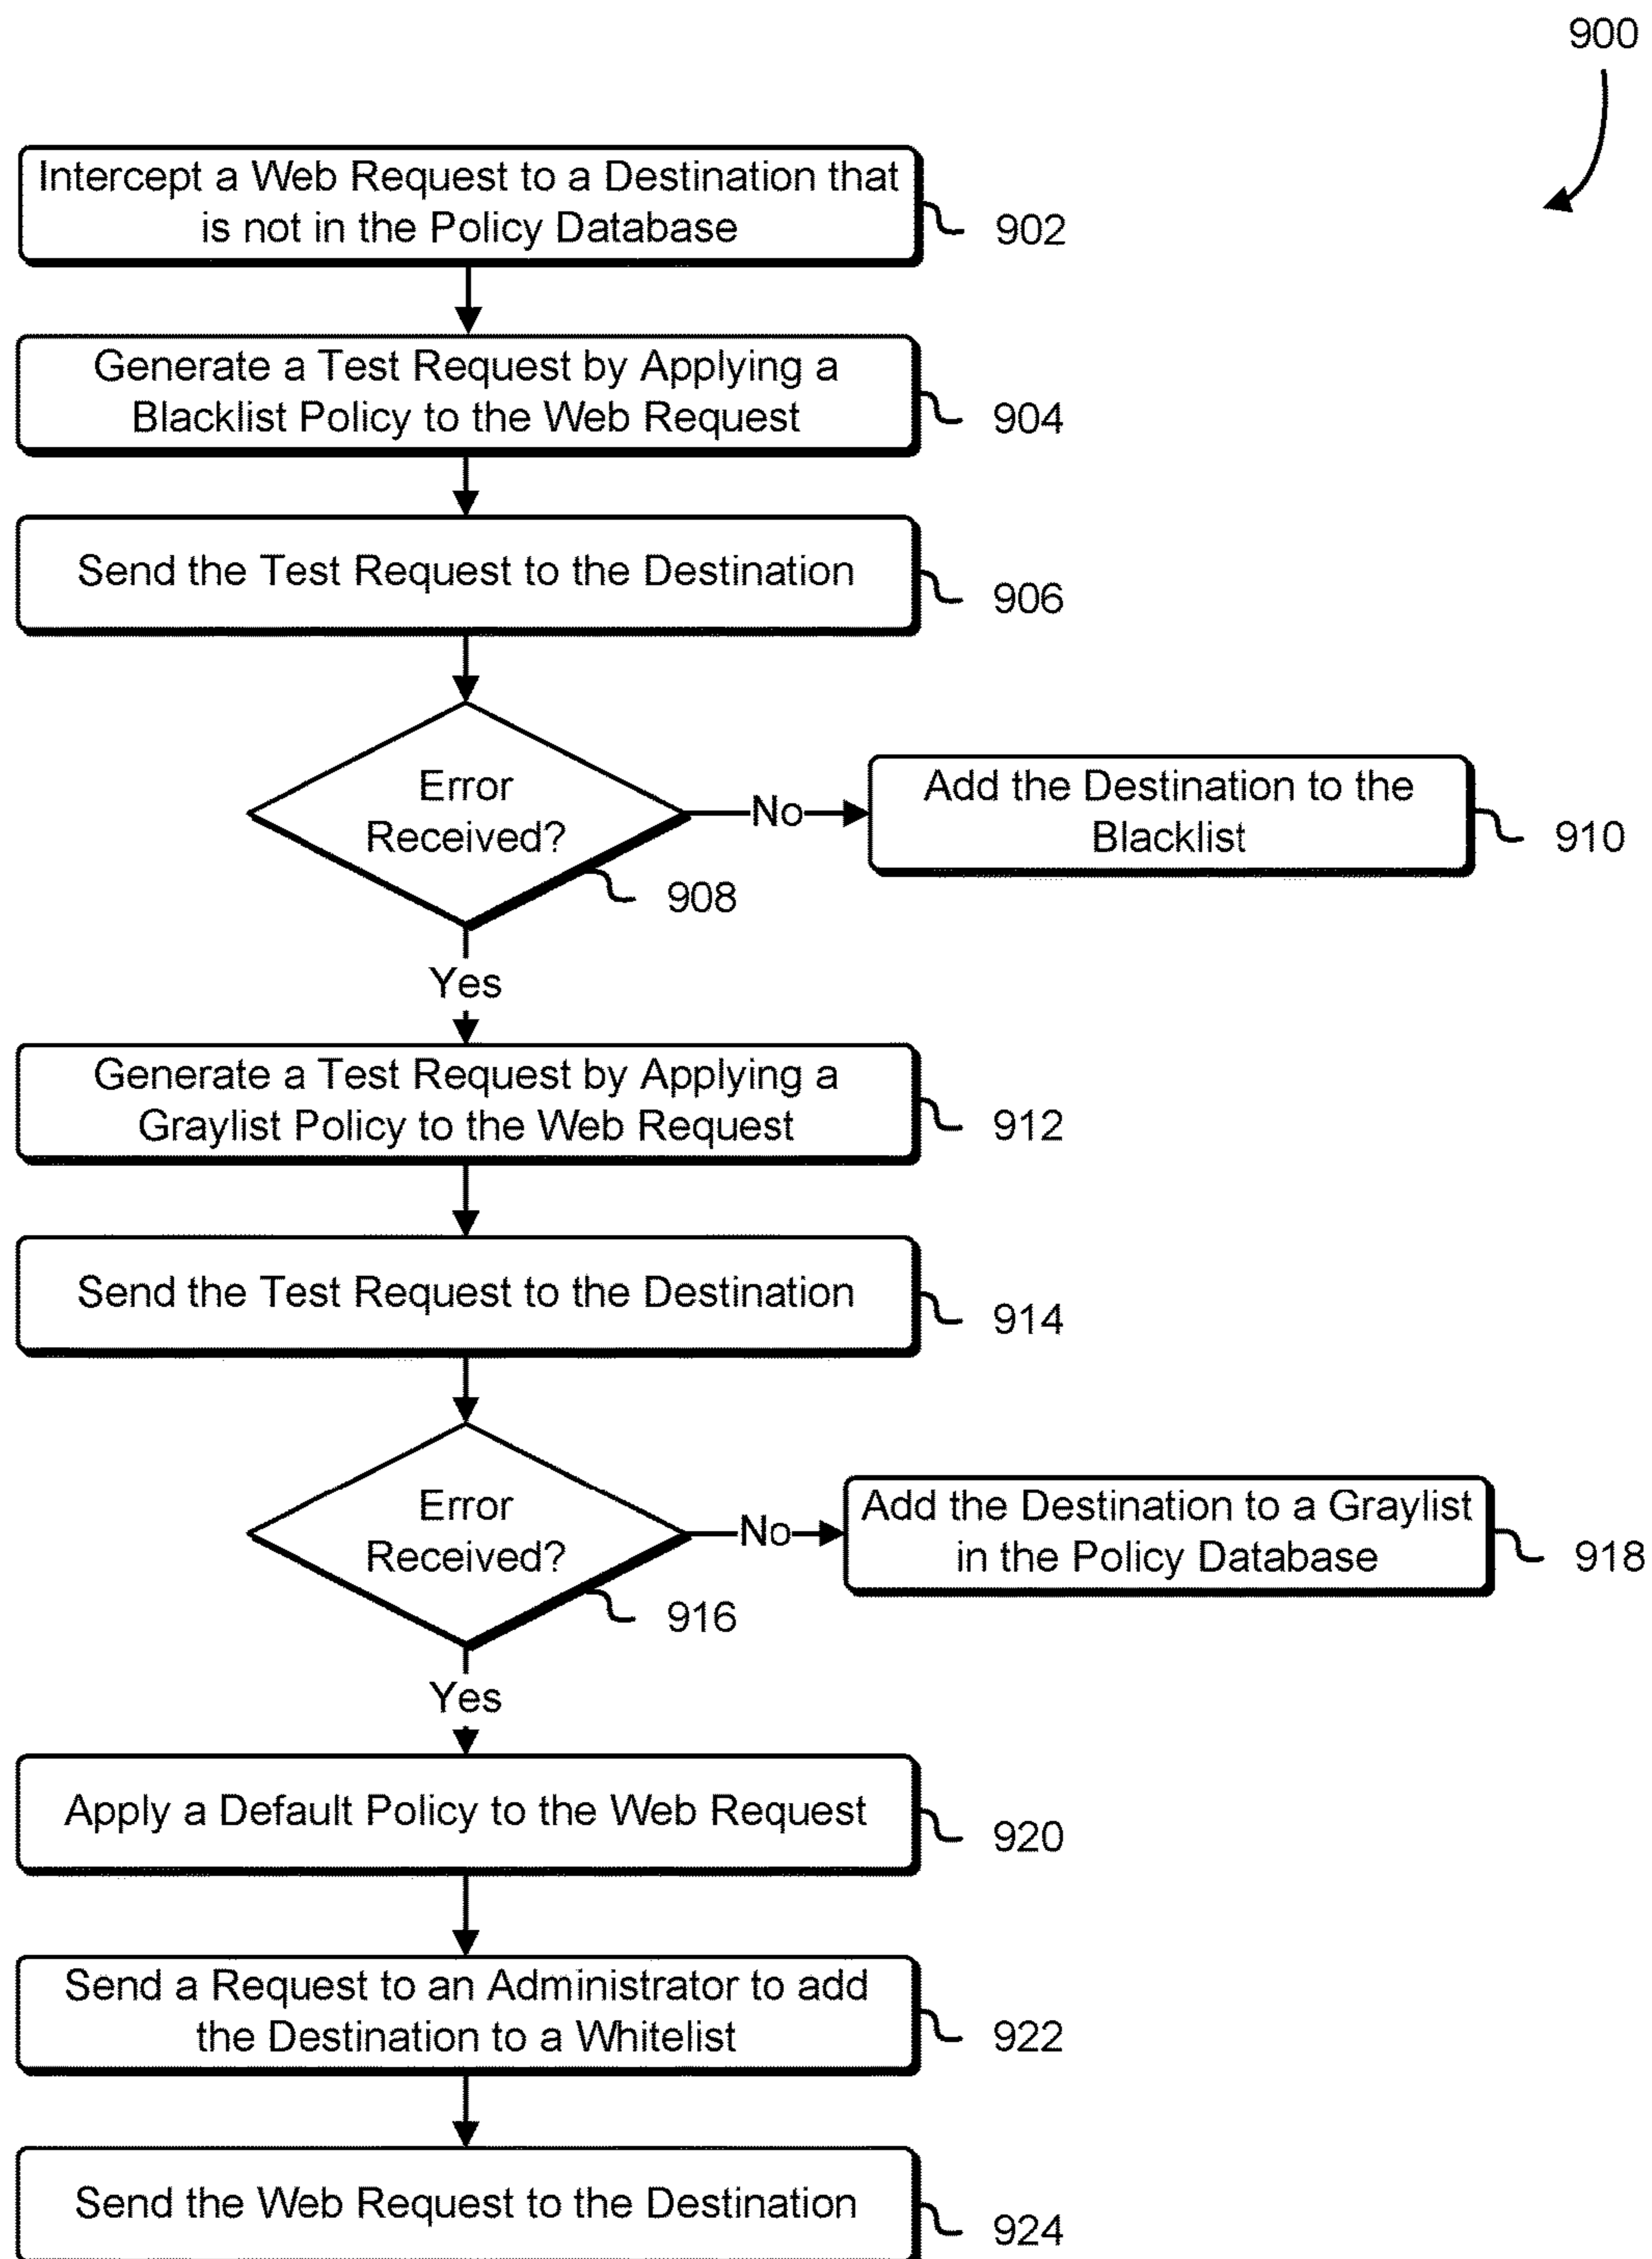 900
Intercept a Web Request to a Destination that
is not in the Policy Database
902
Generate a Test Request by Applying a
Blacklist Policy to the Web Request
904
Send the Test Request to the Destination
906
Error
Received?
908
No
Add the Destination to the
Blacklist
910
Yes
Generate a Test Request by Applying a
Graylist Policy to the Web Request
912
Send the Test Request to the Destination
914
Error
Received?
916
No
Add the Destination to a Graylist
in the Policy Database
918
Yes
Apply a Default Policy to the Web Request
920
Send a Request to an Administrator to add
the Destination to a Whitelist
922
Send the Web Request to the Destination
924